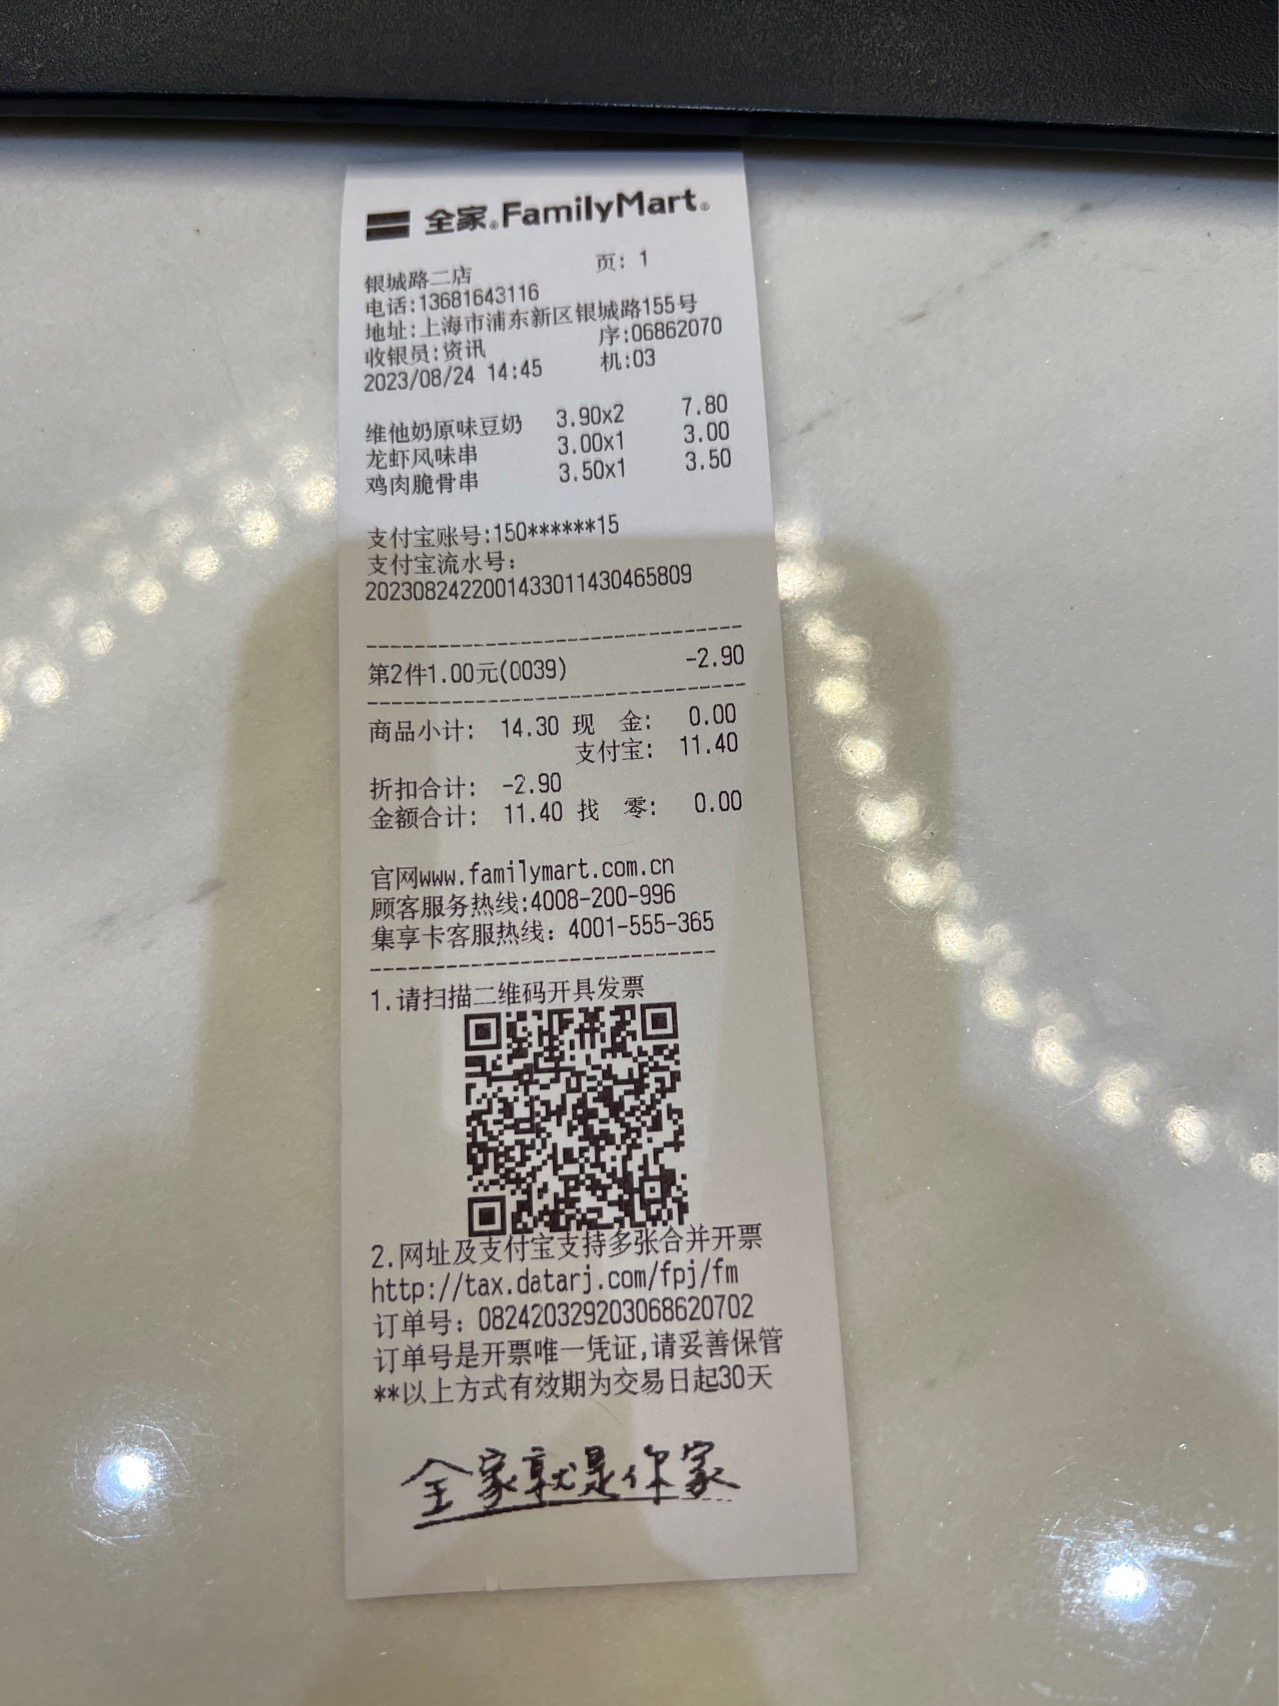 全家®FamilyMart®
页: 1
银城路二店
电话:13681643116
地址:上海市浦东新区银城路155号
收银员:资讯 序:06862070
2023/08/24 14:45 机:03
维他奶原味豆奶 3.90x2 7.80
龙虾风味串 3.00x1 3.00
鸡肉脆骨串 3.50x1 3.50
支付宝账号:150******15
支付宝流水号:
2023082422001433011430465809
第2件1.00元(0039) -2.90
商品小计: 14.30 现 金: 0.00
支付宝: 11.40
折扣合计: -2.90
金额合计: 11.40 找 零: 0.00
官网www.familymart.com.cn
顾客服务热线:4008-200-996
集享卡客服热线: 4001-555-365
1.请扫描二维码开具发票
2.网址及支付宝支持多张合并开票
http://tax.datarj.com/fpj/fm
订单号: 082420329203068620702
订单号是开票唯一凭证,请妥善保管
**以上方式有效期为交易日起30天
全家就是你家